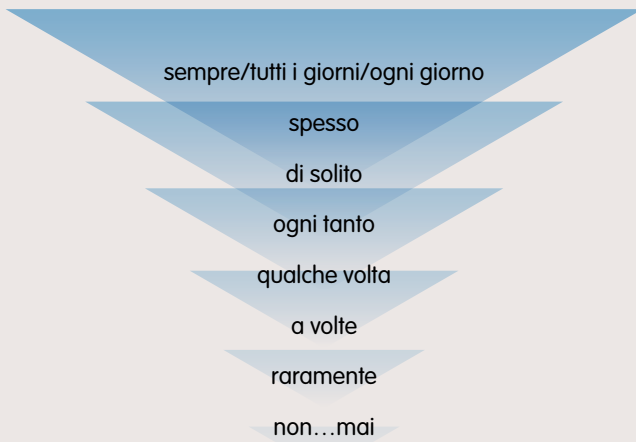 sempre/tutti i giorni/ogni giorno
spesso
di solito
ogni tanto
qualche volta
a volte
raramente
non…mai